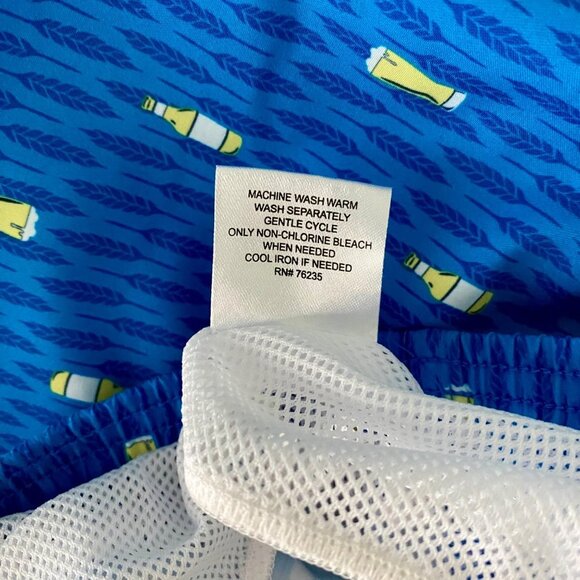 MACHINE WASH WARM
WASH SEPARATELY
GENTLE CYCLE
ONLY NON-CHLORINE BLEACH
WHEN NEEDED
COOL IRON IF NEEDED
RN# 76235